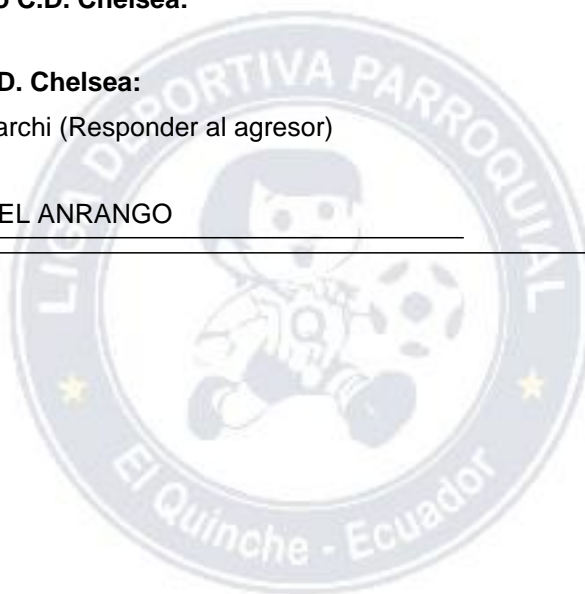 C.D. Chelsea:
D. Chelsea:
archi (Responder al agresor)
EL ANRANGO
LIGA DEPORTIVA PARROQUIAL
Q
El Quinche - Ecuador